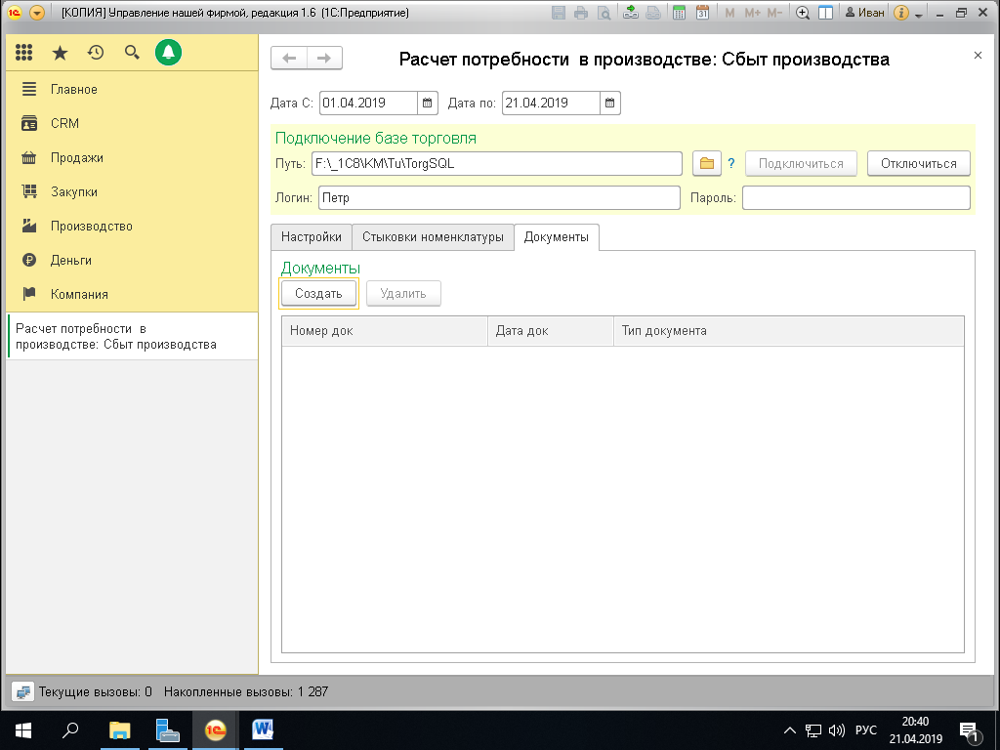 [КОПИЯ] Управление нашей фирмой, редакция 1.6 (1С:Предприятие)
M M+ M- Иван
Расчет потребности в производстве: Сбыт производства
Главное
CRM
Продажи
Закупки
Производство
Деньги
Компания
Расчет потребности в
производстве: Сбыт производства
Дата С: 01.04.2019 Дата по: 21.04.2019
Подключение базе торговля
Путь: F:\_1C8\KM\Tu\TorgSQL ? Подключиться Отключиться
Логин: Петр Пароль:
Настройки Стыковки номенклатуры Документы
Документы
Создать Удалить
Номер док Дата док Тип документа
Текущие вызовы: 0 Накопленные вызовы: 1 287
РУС 20:40
21.04.2019 1